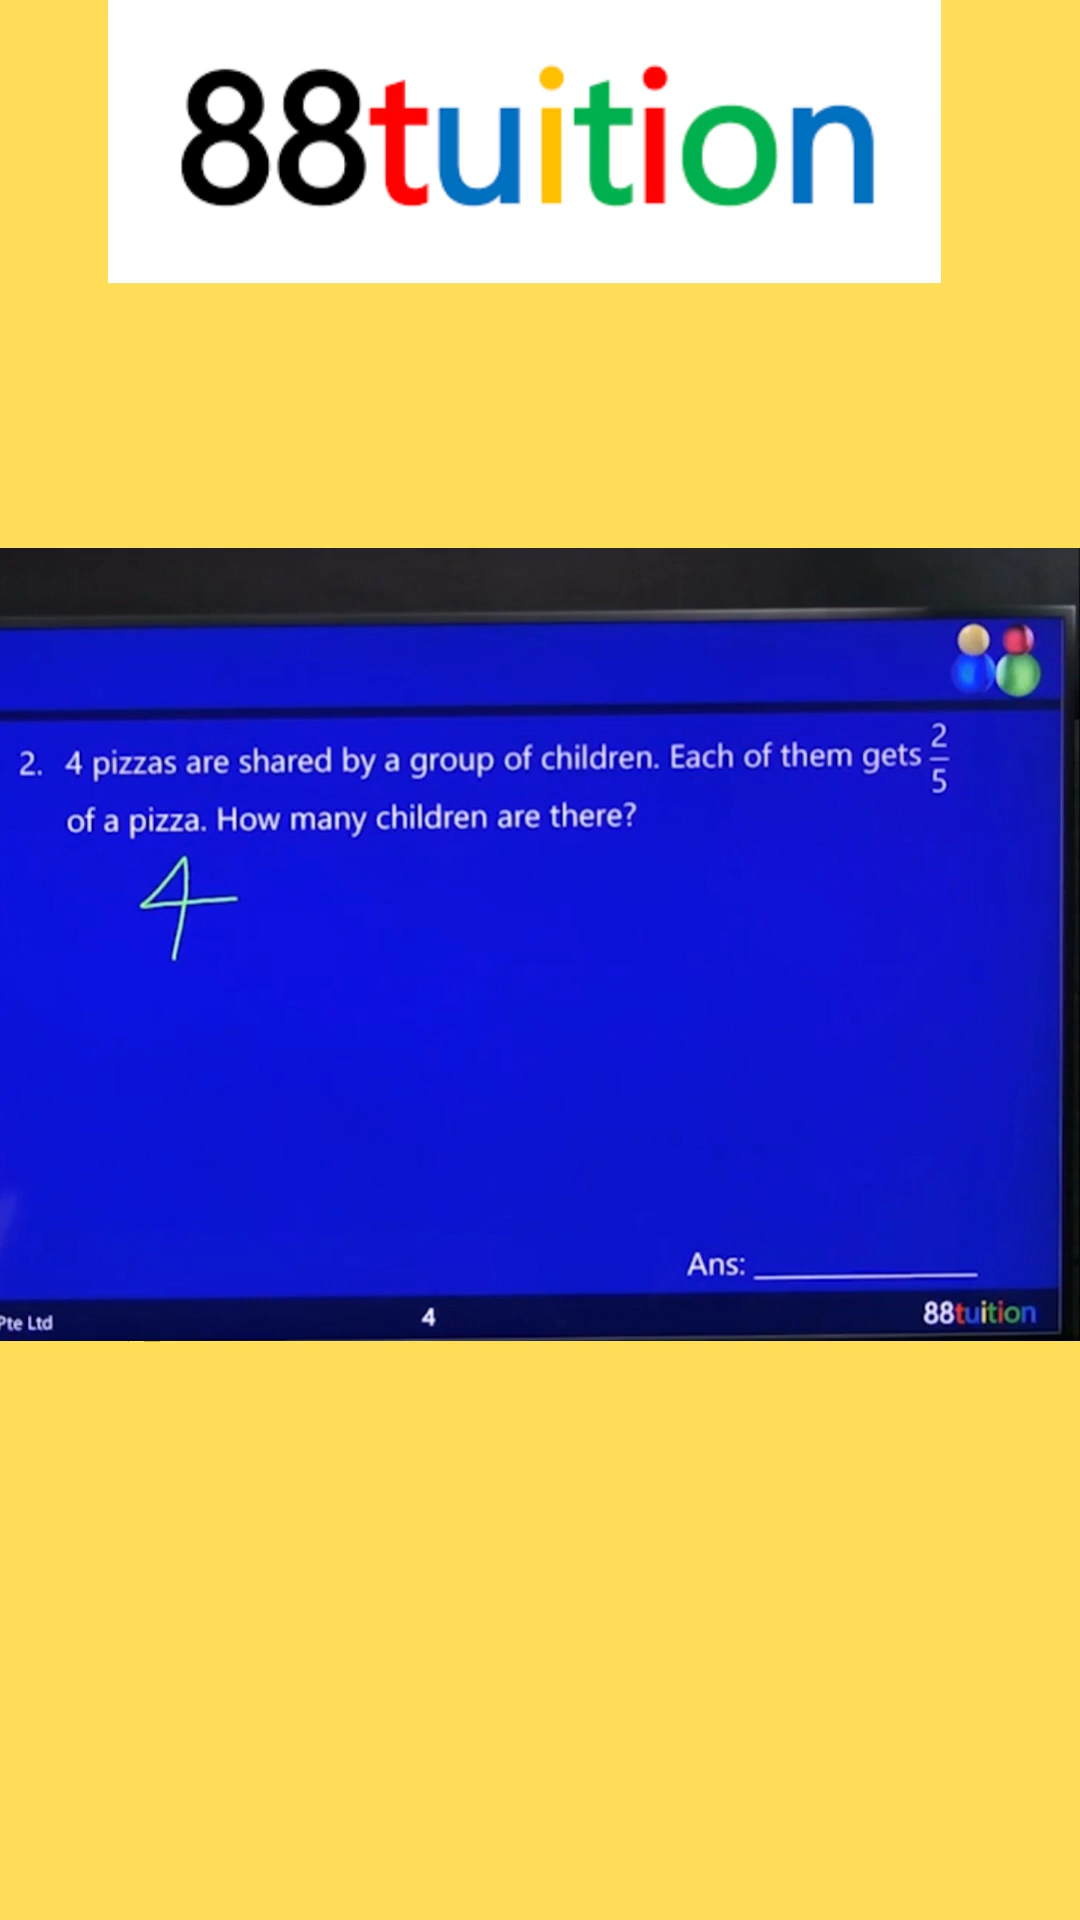 88tuition
2. 4 pizzas are shared by a group of children. Each of them gets 2/5
of a pizza. How many children are there?
4
Ans: ____________
Pte Ltd
4
88tuition